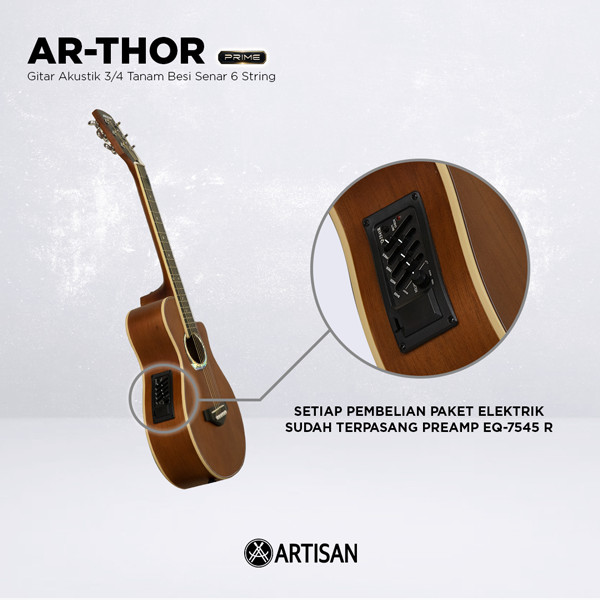 AR-THOR PRIME
Gitar Akustik 3/4 Tanam Besi Senar 6 String
SETIAP PEMBELIAN PAKET ELEKTRIK
SUDAH TERPASANG PREAMP EQ-7545 R
ARTISAN